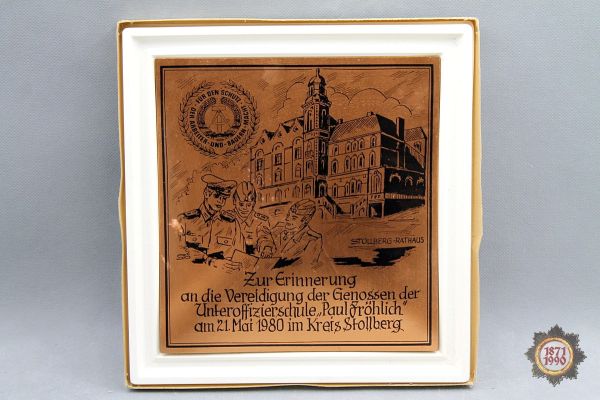 FÜR DEN SCHUTZ DER ARBEITER-UND-BAUERN-MACHT
STOLLBERG-RATHAUS
Zur Erinnerung
an die Vereidigung der Genossen der
Unteroffizierschule „Paul Fröhlich”
am 21. Mai 1980 im Kreis Stollberg
1871
1990